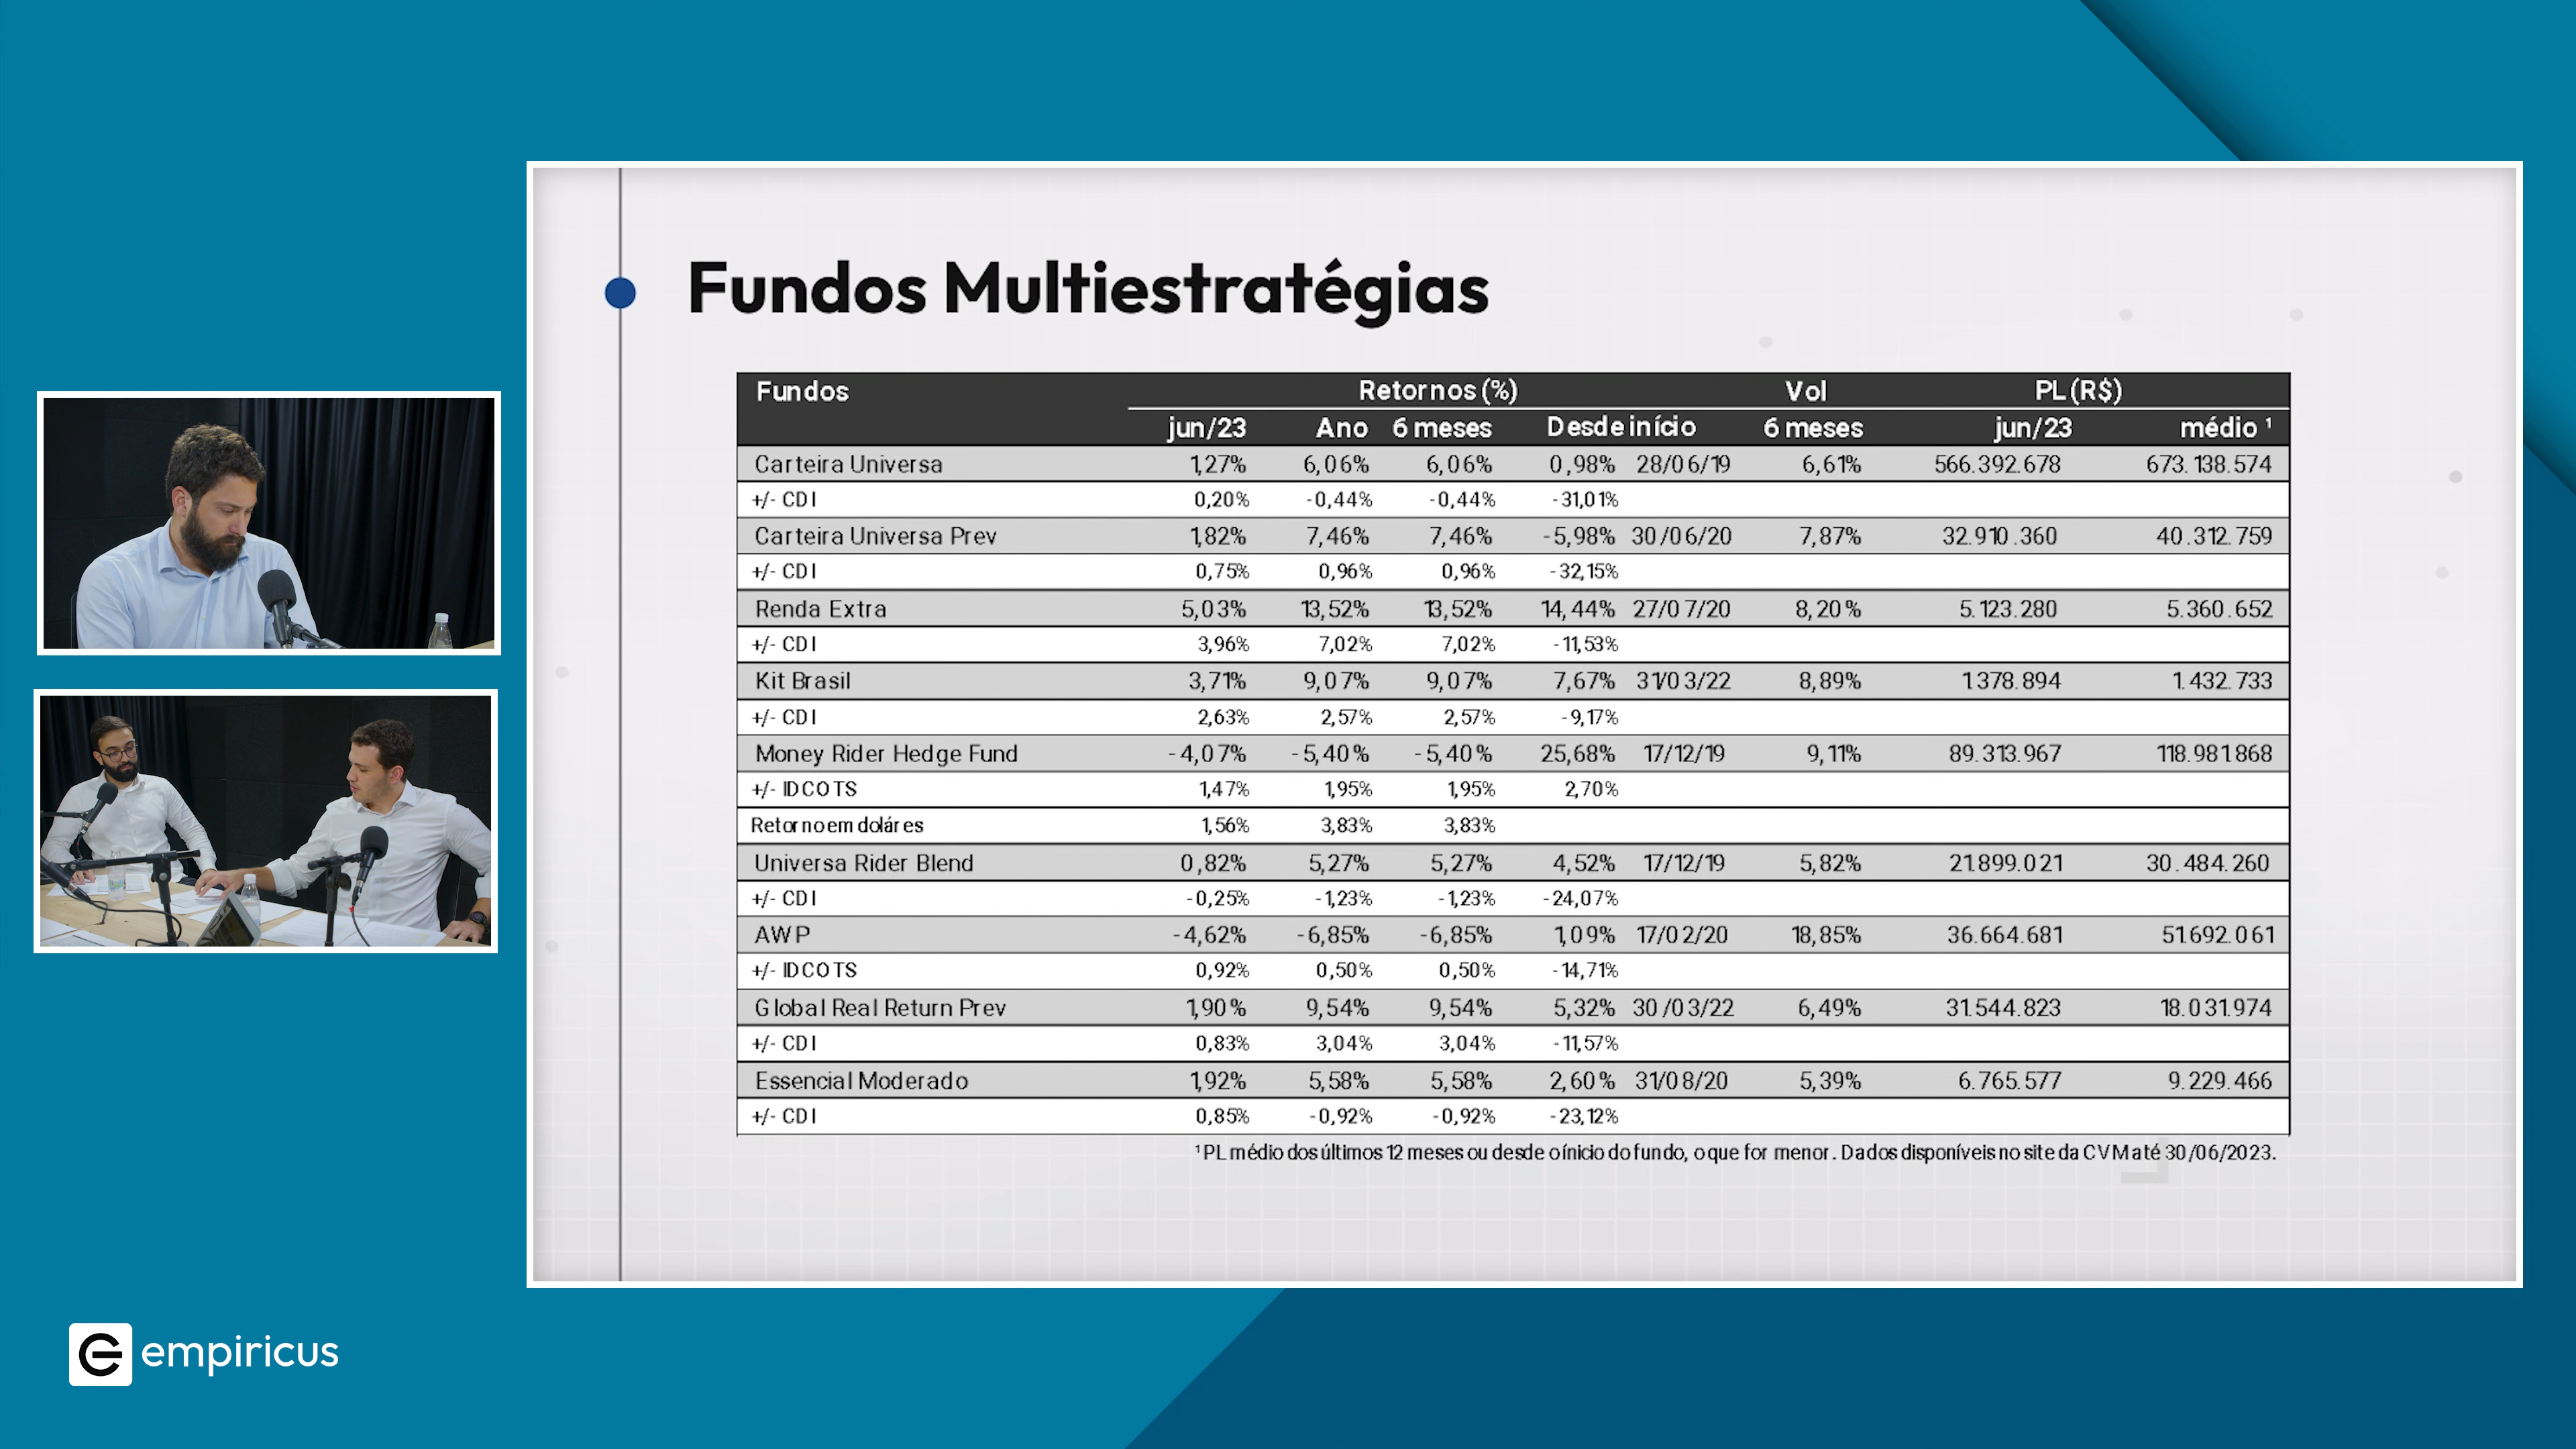 Fundos Multiestratégias
Fundos Retornos (%) Vol PL (R$)
jun/23 Ano 6 meses Desde início 6 meses jun/23 médio ¹
Carteira Universa 1,27% 6,06% 6,06% 0,98% 28/06/19 6,61% 566.392.678 673.138.574
+/- CDI 0,20% -0,44% -0,44% -31,01%
Carteira Universa Prev 1,82% 7,46% 7,46% -5,98% 30/06/20 7,87% 32.910.360 40.312.759
+/- CDI 0,75% 0,96% 0,96% -32,15%
Renda Extra 5,03% 13,52% 13,52% 14,44% 27/07/20 8,20% 5.123.280 5.360.652
+/- CDI 3,96% 7,02% 7,02% -11,53%
Kit Brasil 3,71% 9,07% 9,07% 7,67% 31/03/22 8,89% 1.378.894 1.432.733
+/- CDI 2,63% 2,57% 2,57% -9,17%
Money Rider Hedge Fund -4,07% -5,40% -5,40% 25,68% 17/12/19 9,11% 89.313.967 118.981.868
+/- IDCOTS 1,47% 1,95% 1,95% 2,70%
Retorno em doláres 1,56% 3,83% 3,83%
Universa Rider Blend 0,82% 5,27% 5,27% 4,52% 17/12/19 5,82% 21.899.021 30.484.260
+/- CDI -0,25% -1,23% -1,23% -24,07%
AWP -4,62% -6,85% -6,85% 1,09% 17/02/20 18,85% 36.664.681 51.692.061
+/- IDCOTS 0,92% 0,50% 0,50% -14,71%
Global Real Return Prev 1,90% 9,54% 9,54% 5,32% 30/03/22 6,49% 31.544.823 18.031.974
+/- CDI 0,83% 3,04% 3,04% -11,57%
Essencial Moderado 1,92% 5,58% 5,58% 2,60% 31/08/20 5,39% 6.765.577 9.229.466
+/- CDI 0,85% -0,92% -0,92% -23,12%
¹ PL médio dos últimos 12 meses ou desde o ínicio do fundo, o que for menor. Dados disponíveis no site da CVM até 30/06/2023.
empiricus